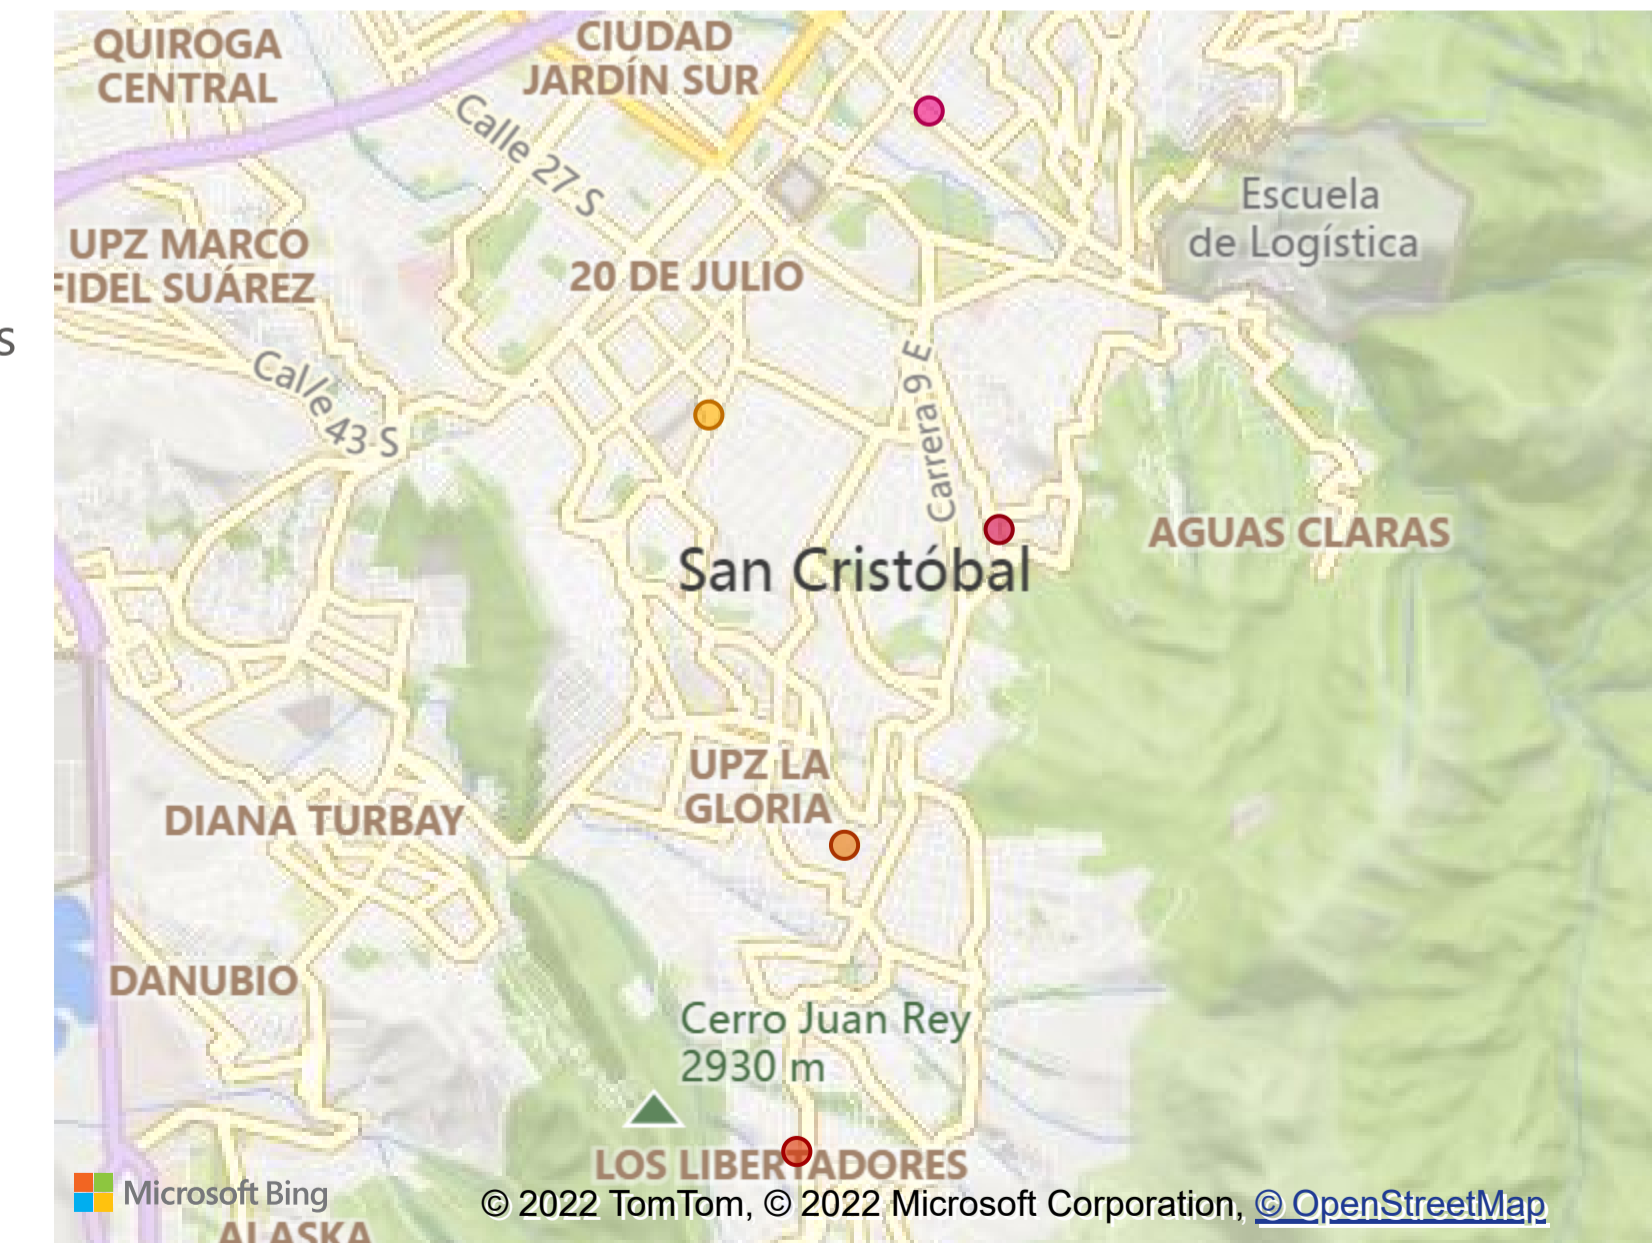 QUIROGA
CENTRAL
CIUDAD
JARDÍN SUR
Calle 27 S
Escuela
de Logística
UPZ MARCO
FIDEL SUÁREZ
20 DE JULIO
s
Calle 43 S
Carrera 9 E
AGUAS CLARAS
San Cristóbal
UPZ LA
GLORIA
DIANA TURBAY
DANUBIO
Cerro Juan Rey
2930 m
LOS LIBERTADORES
Microsoft Bing
© 2022 TomTom, © 2022 Microsoft Corporation, © OpenStreetMap
ALASKA